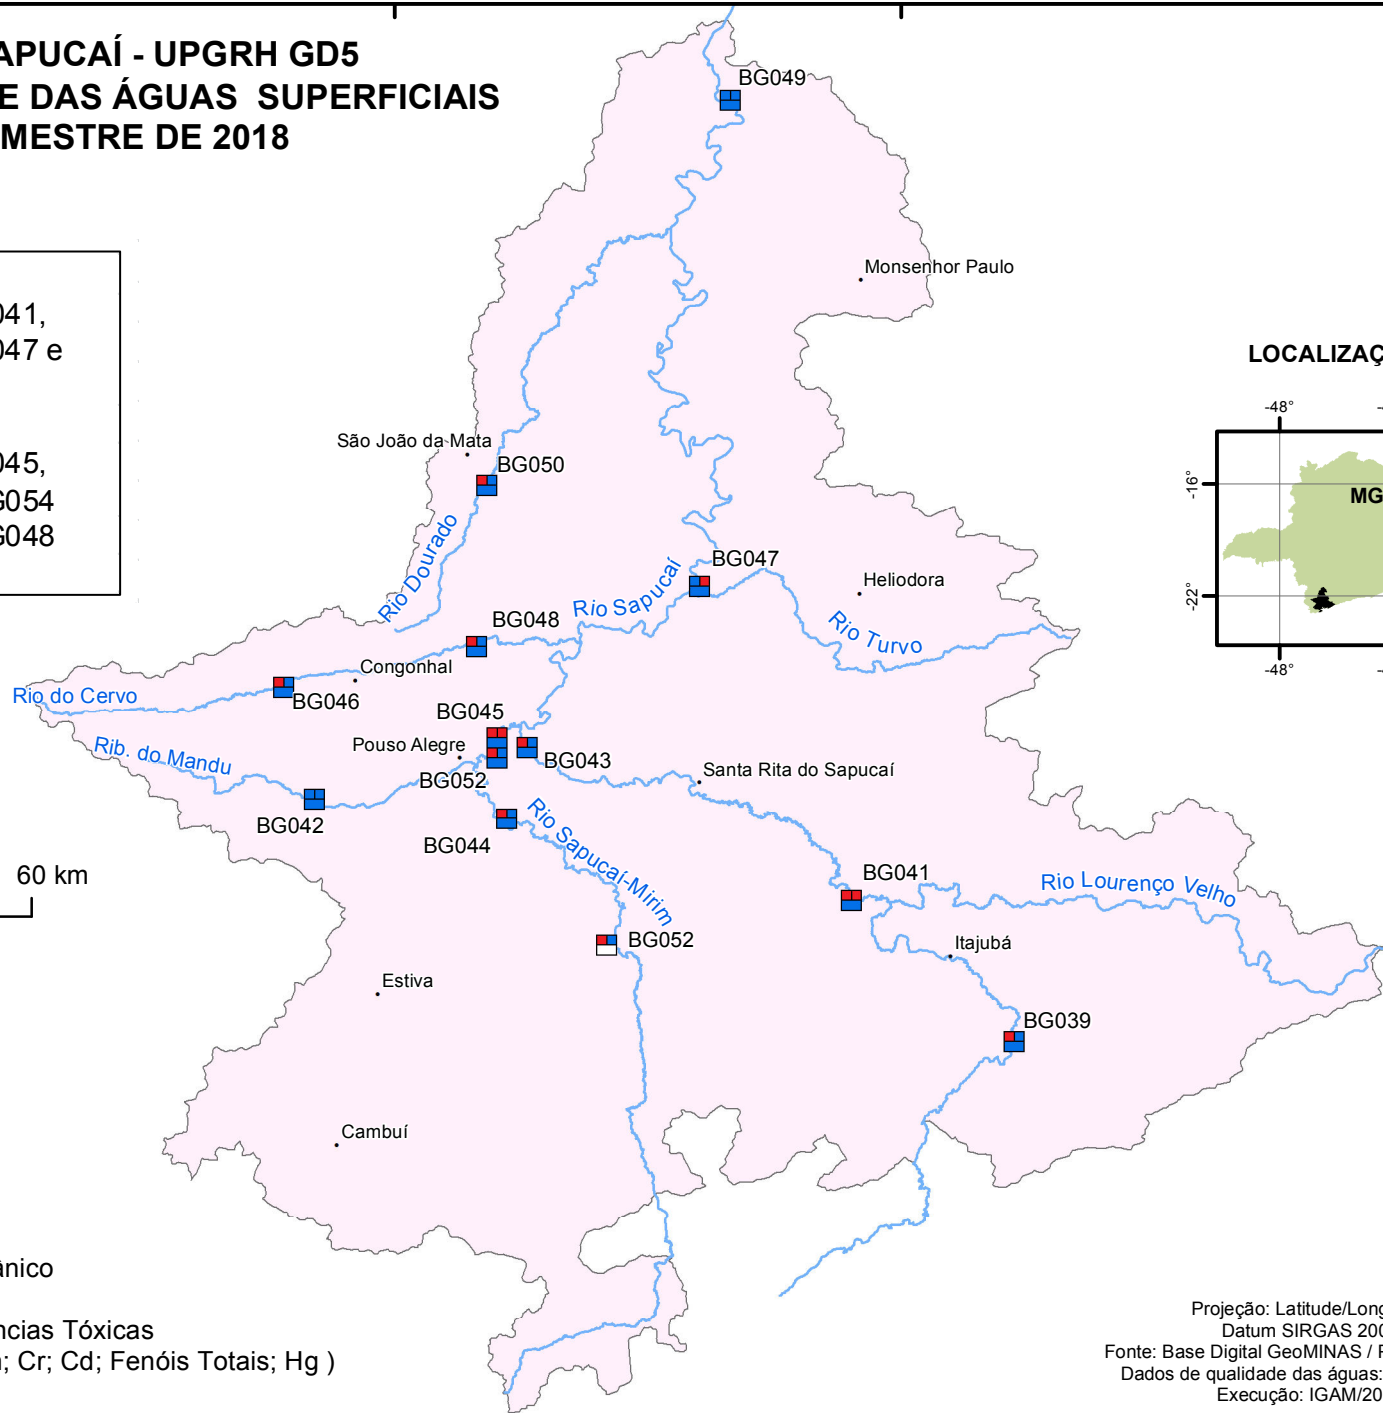 APUCAÍ - UPGRH GD5
E DAS ÁGUAS SUPERFICIAIS
MESTRE DE 2018
041,
047 e
045,
G054
G048
BG049
Monsenhor Paulo
LOCALIZAÇ
-48°
-16°
MG
-22°
-48°
São João da Mata
BG050
Rio Dourado
BG047
Heliodora
Rio Sapucaí
BG048
Rio Turvo
Congonhal
Rio do Cervo
BG046
BG045
Rib. do Mandu
Pouso Alegre
BG043
Santa Rita do Sapucaí
BG052
BG042
BG044
Rio Sapucaí-Mirim
60 km
BG041
Rio Lourenço Velho
BG052
Itajubá
Estiva
BG039
Cambuí
ânico
ncias Tóxicas
; Cr; Cd; Fenóis Totais; Hg )
Projeção: Latitude/Long
Datum SIRGAS 200
Fonte: Base Digital GeoMINAS / P
Dados de qualidade das águas:
Execução: IGAM/20